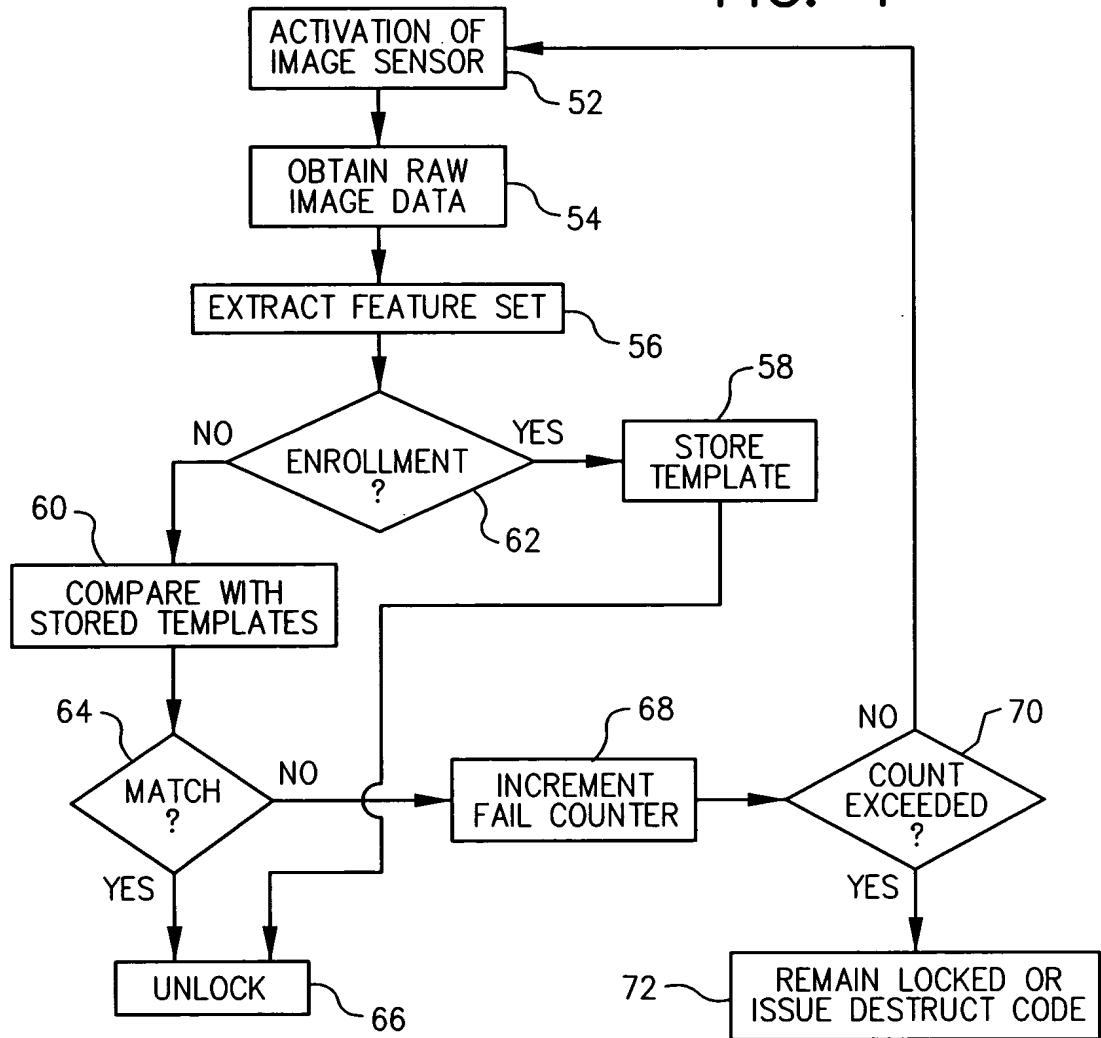 ACTIVATION OF
IMAGE SENSOR
52
OBTAIN RAW
IMAGE DATA
54
EXTRACT FEATURE SET
56
58
NO
YES
ENROLLMENT
?
STORE
TEMPLATE
62
60
COMPARE WITH
STORED TEMPLATES
64
MATCH
?
NO
68
INCREMENT
FAIL COUNTER
NO
70
COUNT
EXCEEDED
?
YES
YES
UNLOCK
66
72
REMAIN LOCKED OR
ISSUE DESTRUCT CODE